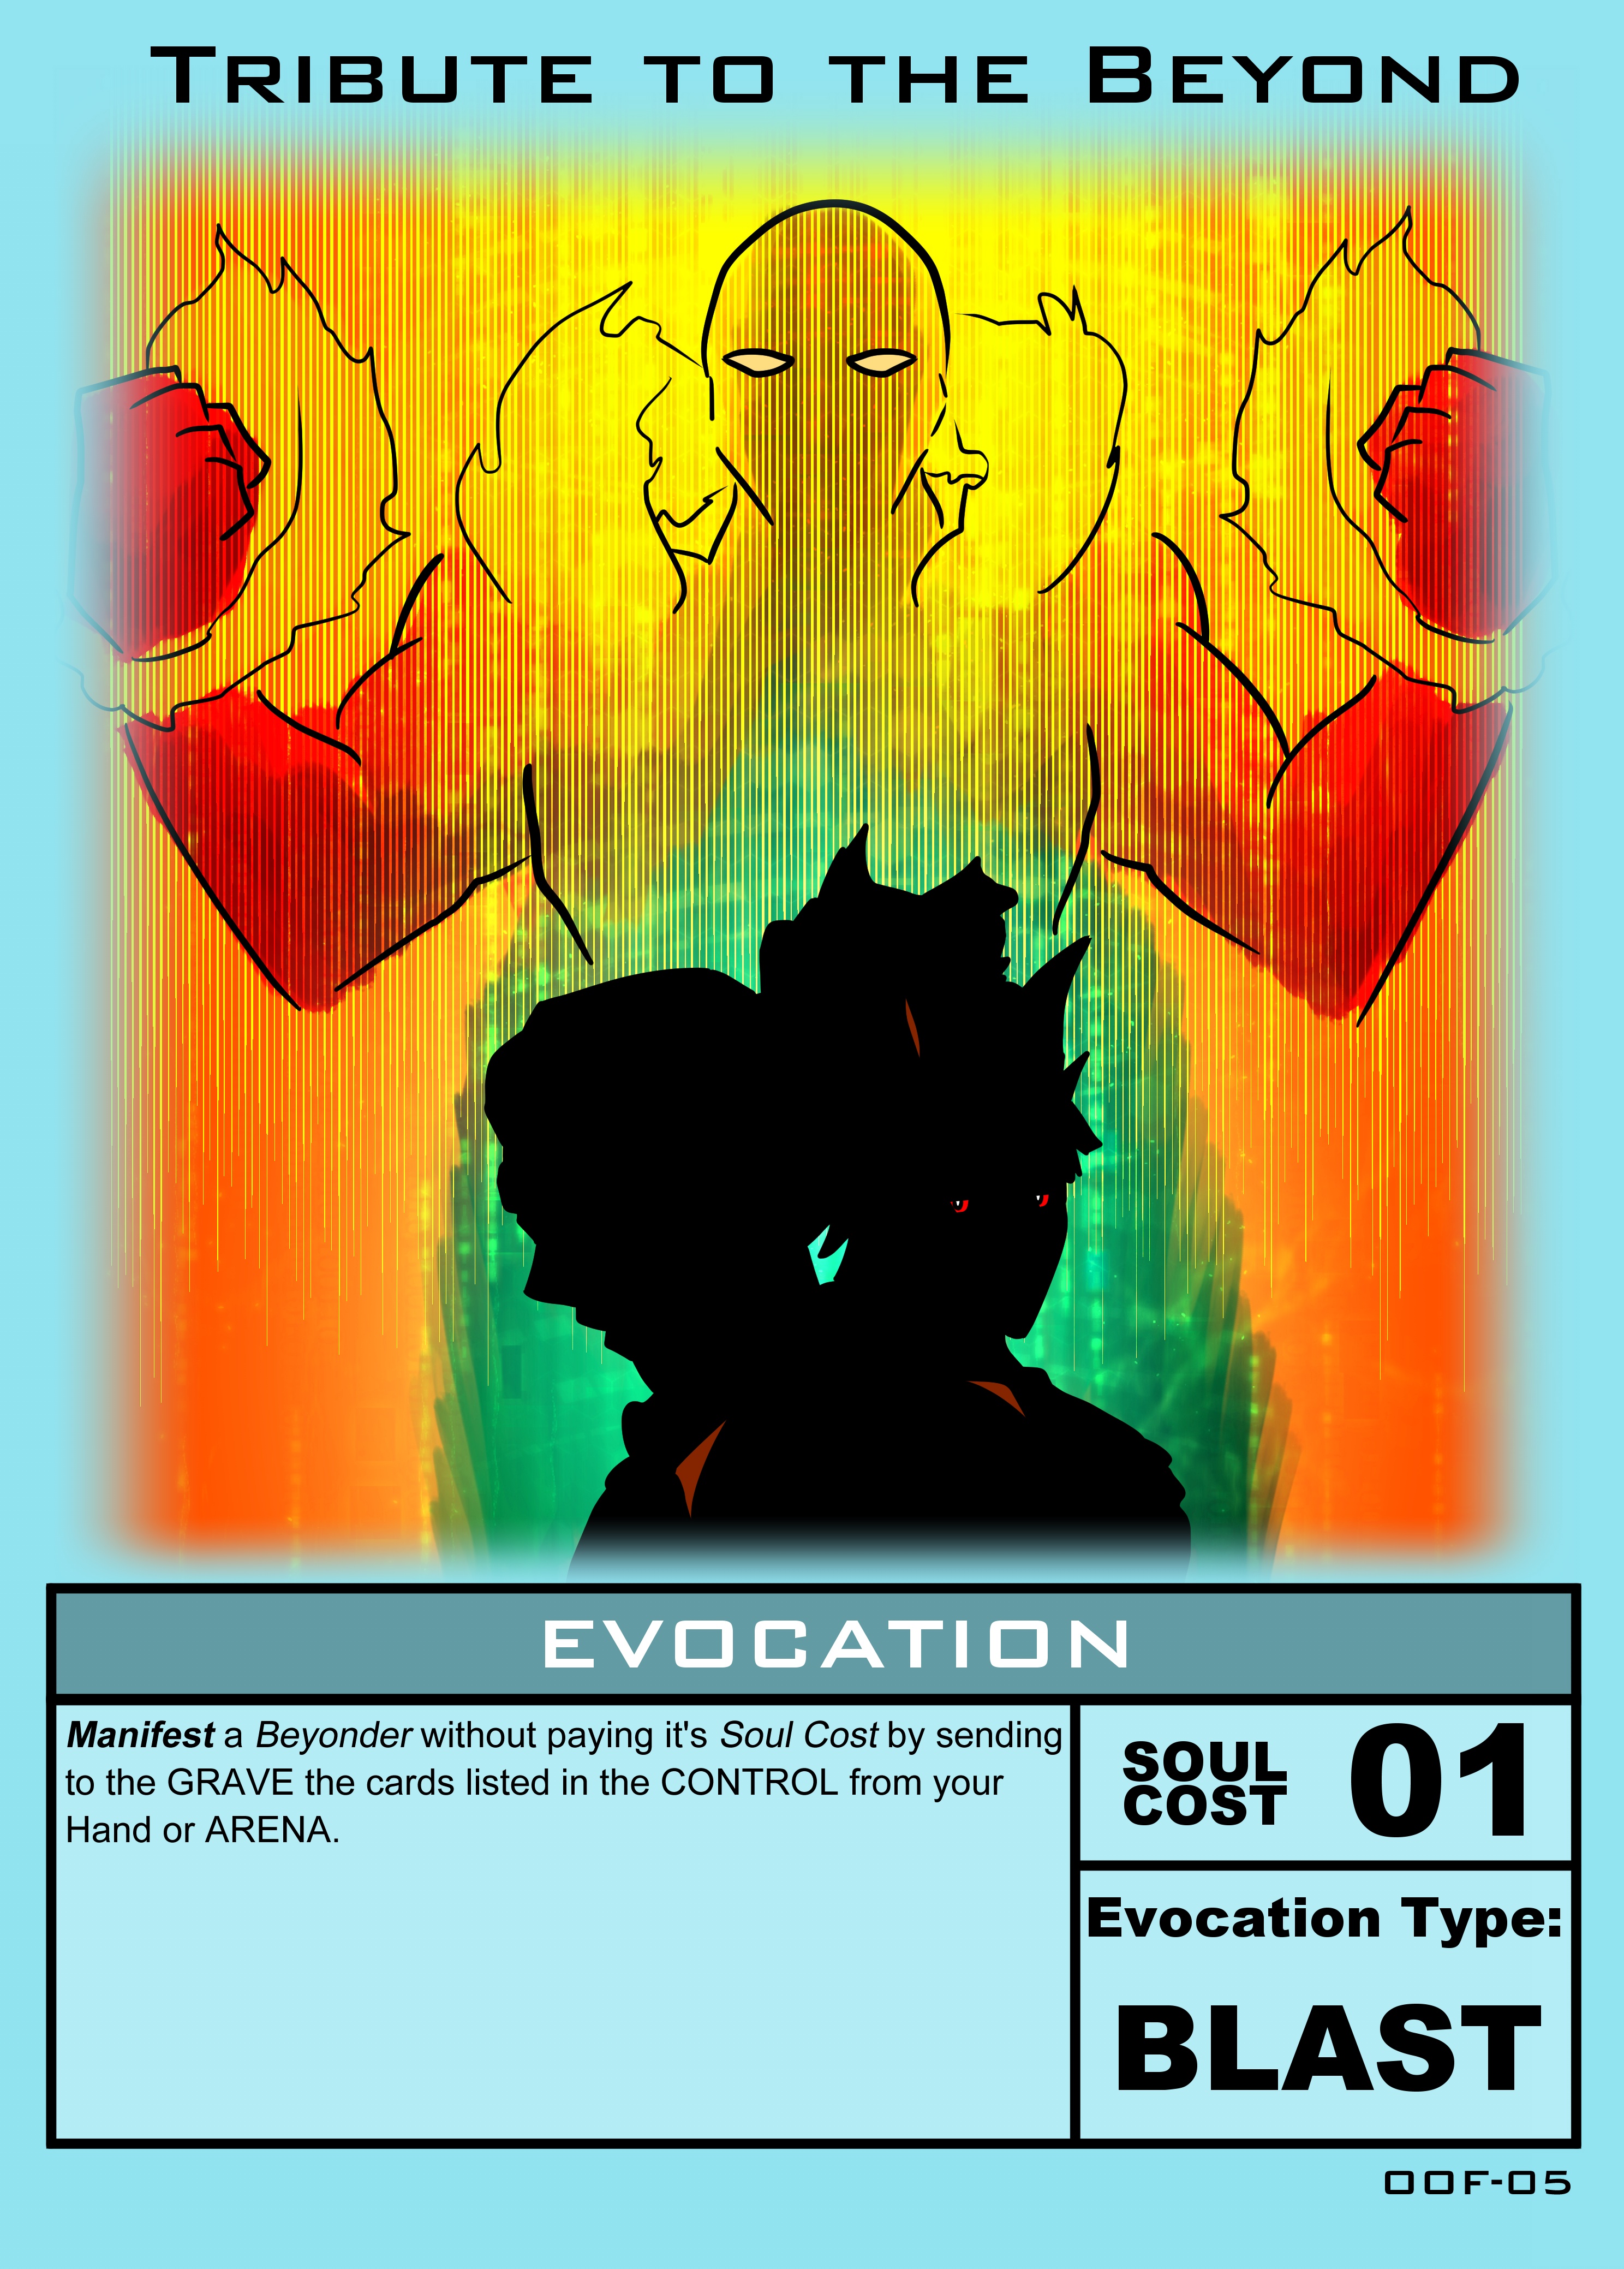 Tribute to the Beyond
EVOCATION
Manifest a Beyonder without paying it's Soul Cost by sending
to the GRAVE the cards listed in the CONTROL from your
Hand or ARENA.
SOUL
COST
01
Evocation Type:
BLAST
OOF-05